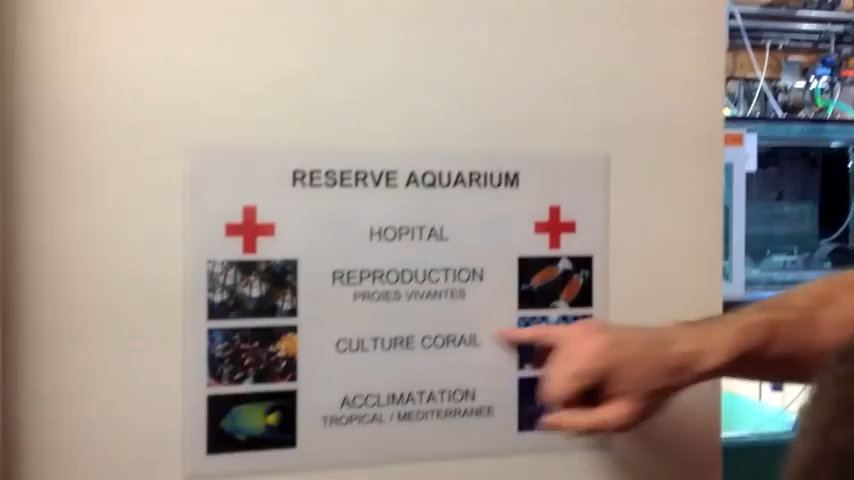 RESERVE AQUARIUM
HOPITAL
REPRODUCTION
PROIES VIVANTES
CULTURE CORAIL
ACCLIMATATION
TROPICAL / MEDITERRANEE